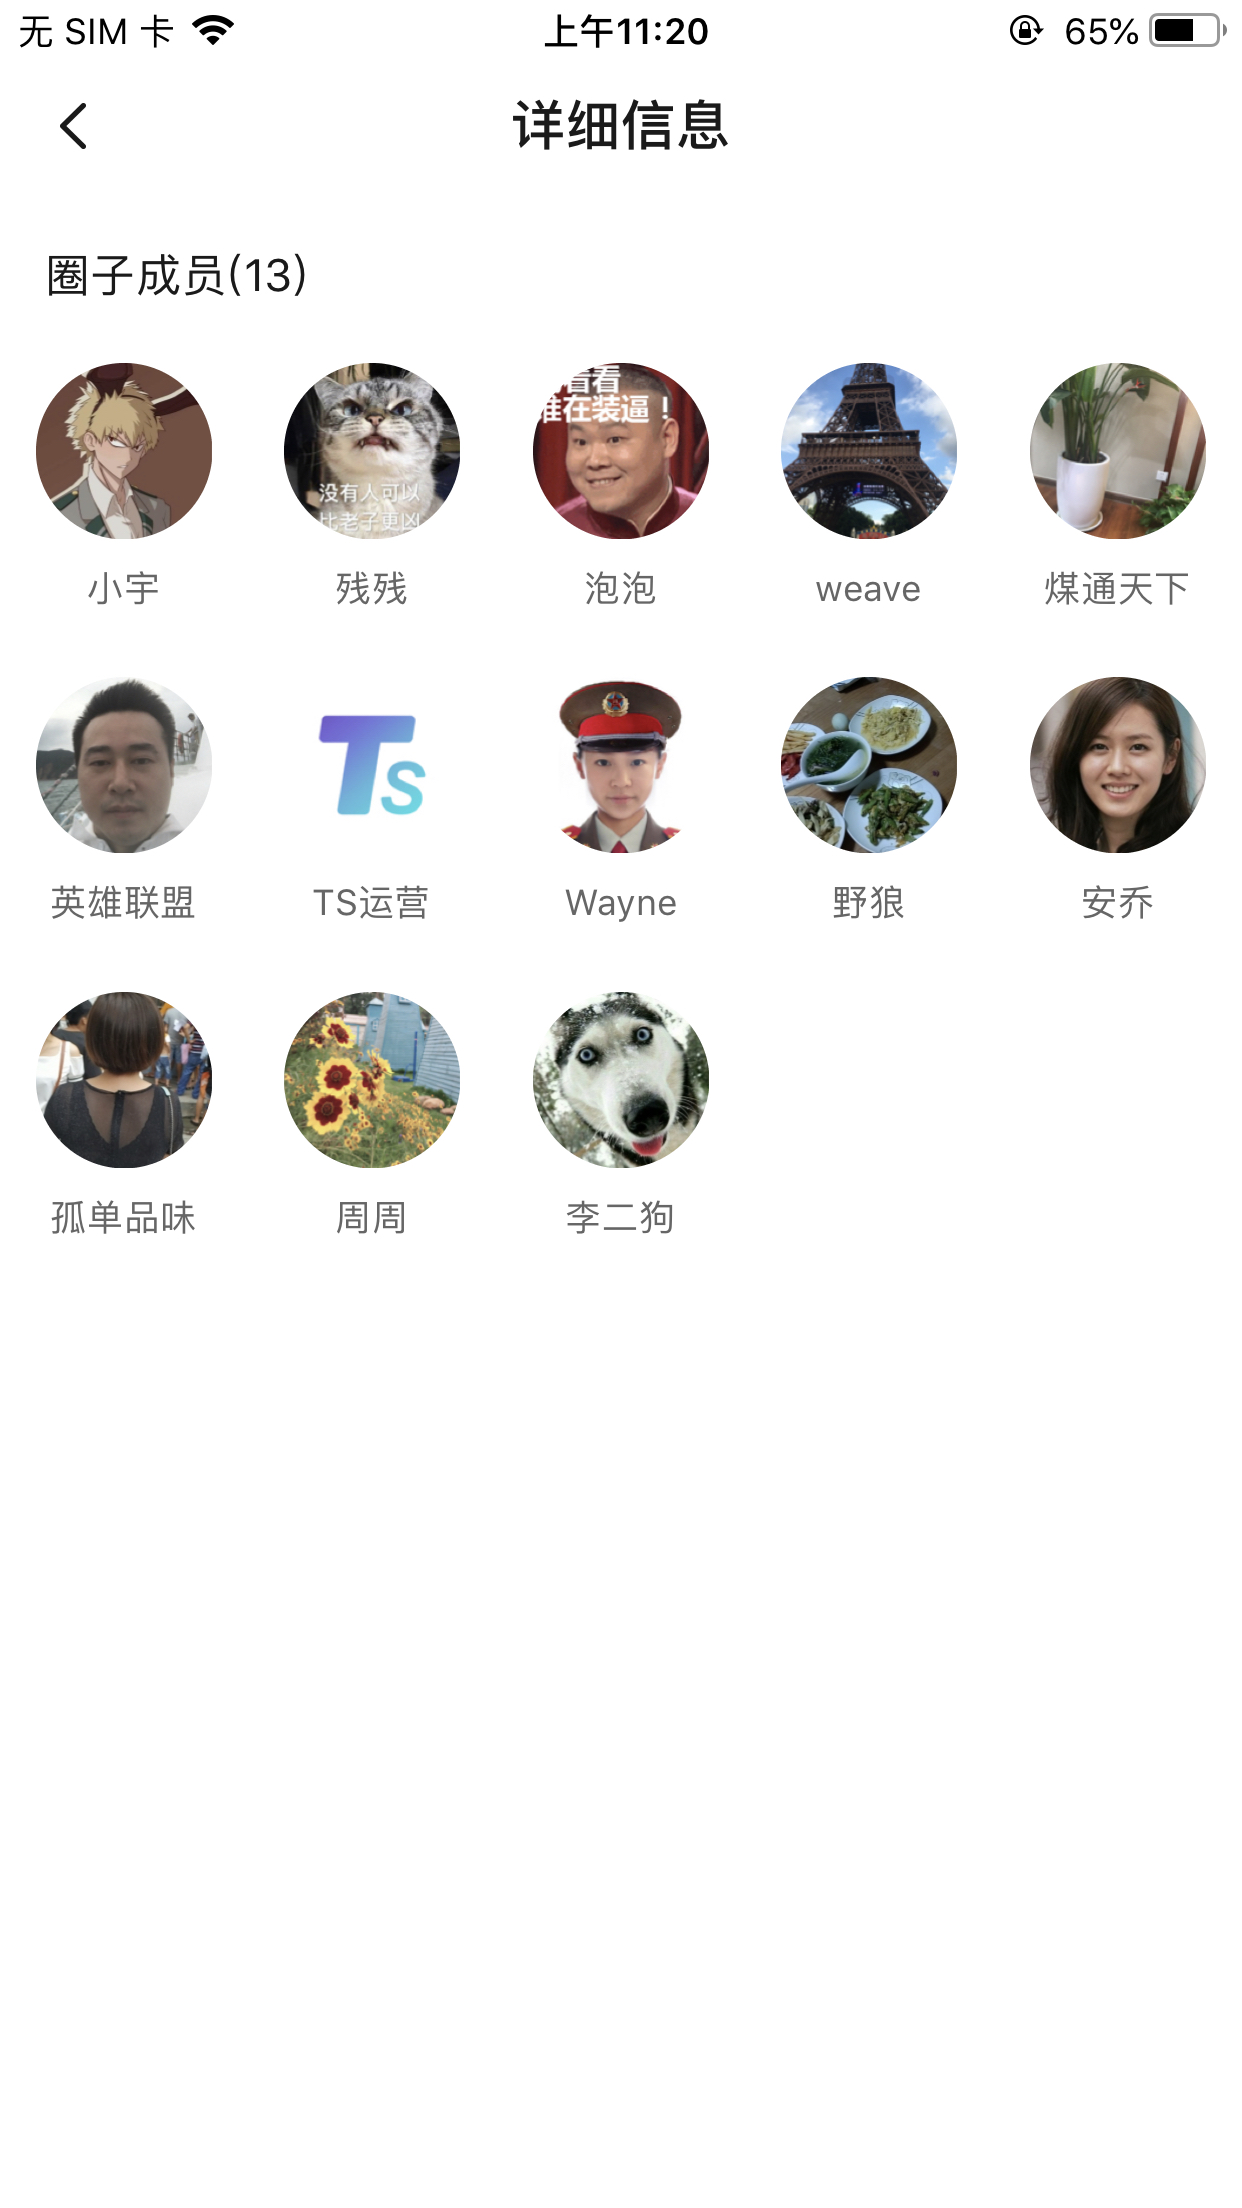 无 SIM 卡 上午11:20 65%
详细信息
圈子成员(13)
看看
谁在装逼！
没有人可以
比老子更凶
小宇 残残 泡泡 weave 煤通天下
TS
英雄联盟 TS运营 Wayne 野狼 安乔
孤单品味 周周 李二狗